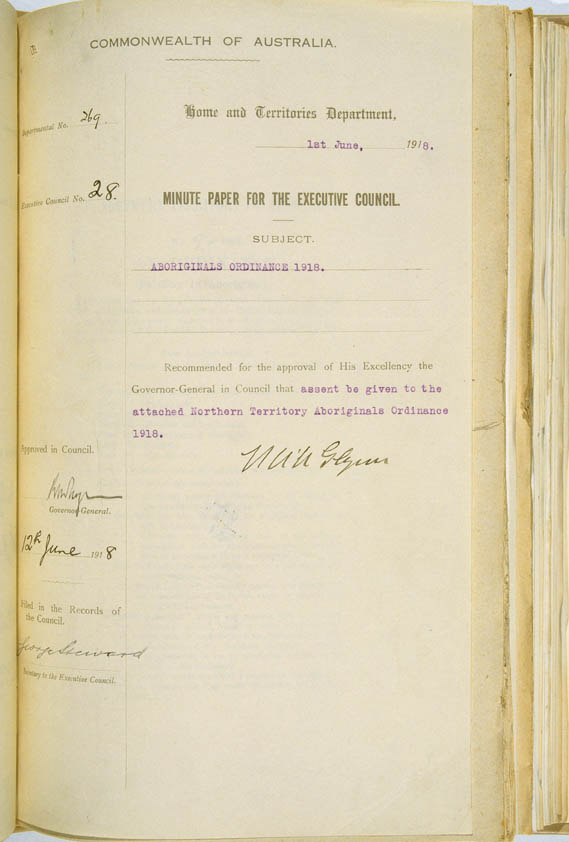 COMMONWEALTH OF AUSTRALIA.
Home and Territories Department,
Departmental No. 269.
1st June, 1918.
Executive Council No. 28.
MINUTE PAPER FOR THE EXECUTIVE COUNCIL.
SUBJECT.
ABORIGINALS ORDINANCE 1918.
Recommended for the approval of His Excellency the
Governor-General in Council that assent be given to the
attached Northern Territory Aboriginals Ordinance
1918.
Approved in Council.
Governor-General.
12th June 1918
Filed in the Records of
the Council.
George Steward
Secretary to the Executive Council.